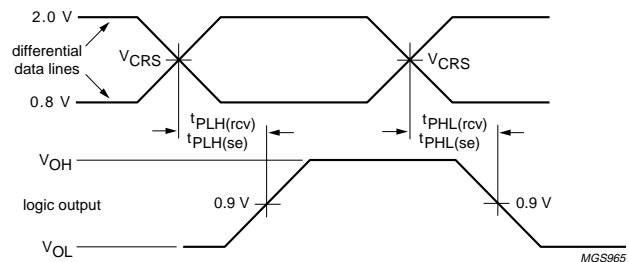 2.0 V
differential
data lines
VCRS
VCRS
0.8 V
tPLH(rcv)
tPLH(se)
tPHL(rcv)
tPHL(se)
VOH
logic output
0.9 V
0.9 V
VOL
MGS965